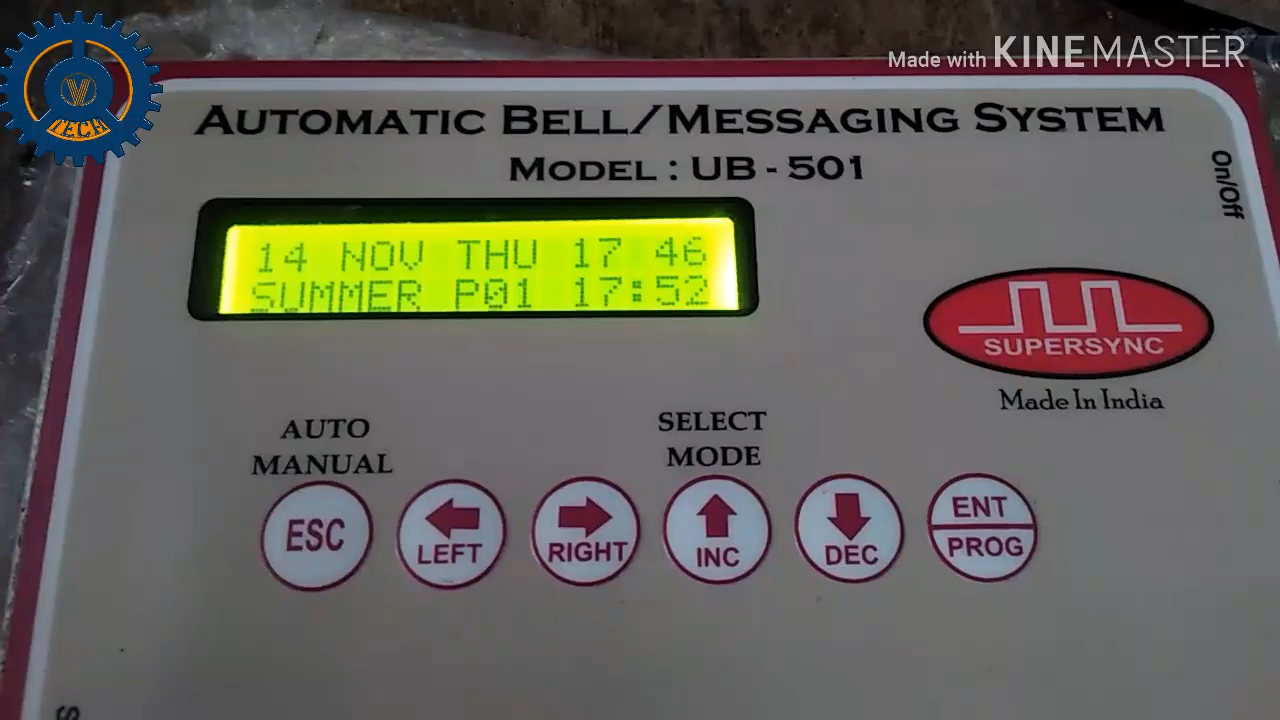 Made with KINEMASTER
V
TECH
AUTOMATIC BELL/MESSAGING SYSTEM
MODEL : UB - 501
On/Off
14 NOV THU 17 46
SUMMER P01 17:52
SUPERSYNC
Made In India
AUTO
MANUAL
SELECT
MODE
ESC
LEFT
RIGHT
INC
DEC
ENT
PROG